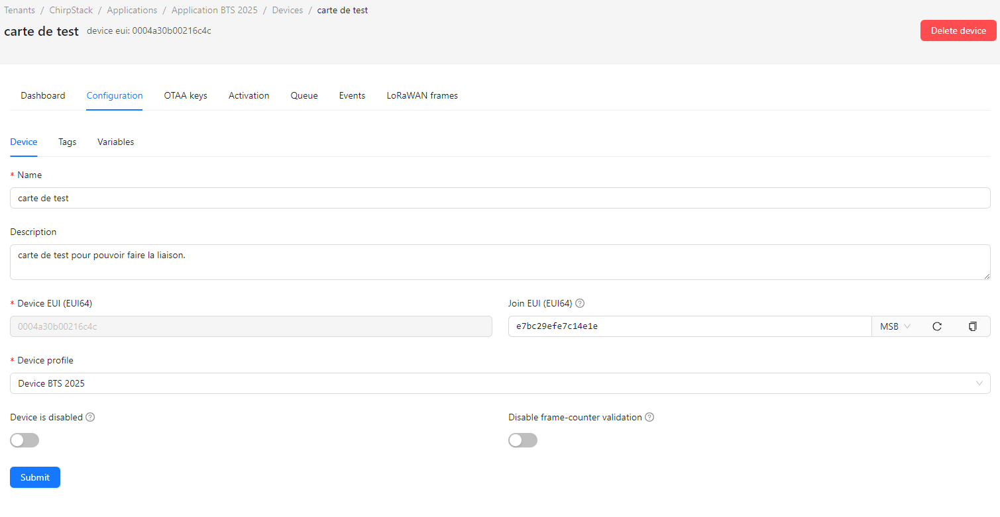 Tenants / ChirpStack / Applications / Application BTS 2025 / Devices / carte de test
carte de test device eui: 0004a30b00216c4c
Delete device
Dashboard Configuration OTAA keys Activation Queue Events LoRaWAN frames
Device Tags Variables
* Name
carte de test
Description
carte de test pour pouvoir faire la liaison.
* Device EUI (EUI64) Join EUI (EUI64)
0004a30b00216c4c e7bc29efe7c14e1e MSB
* Device profile
Device BTS 2025
Device is disabled Disable frame-counter validation
Submit